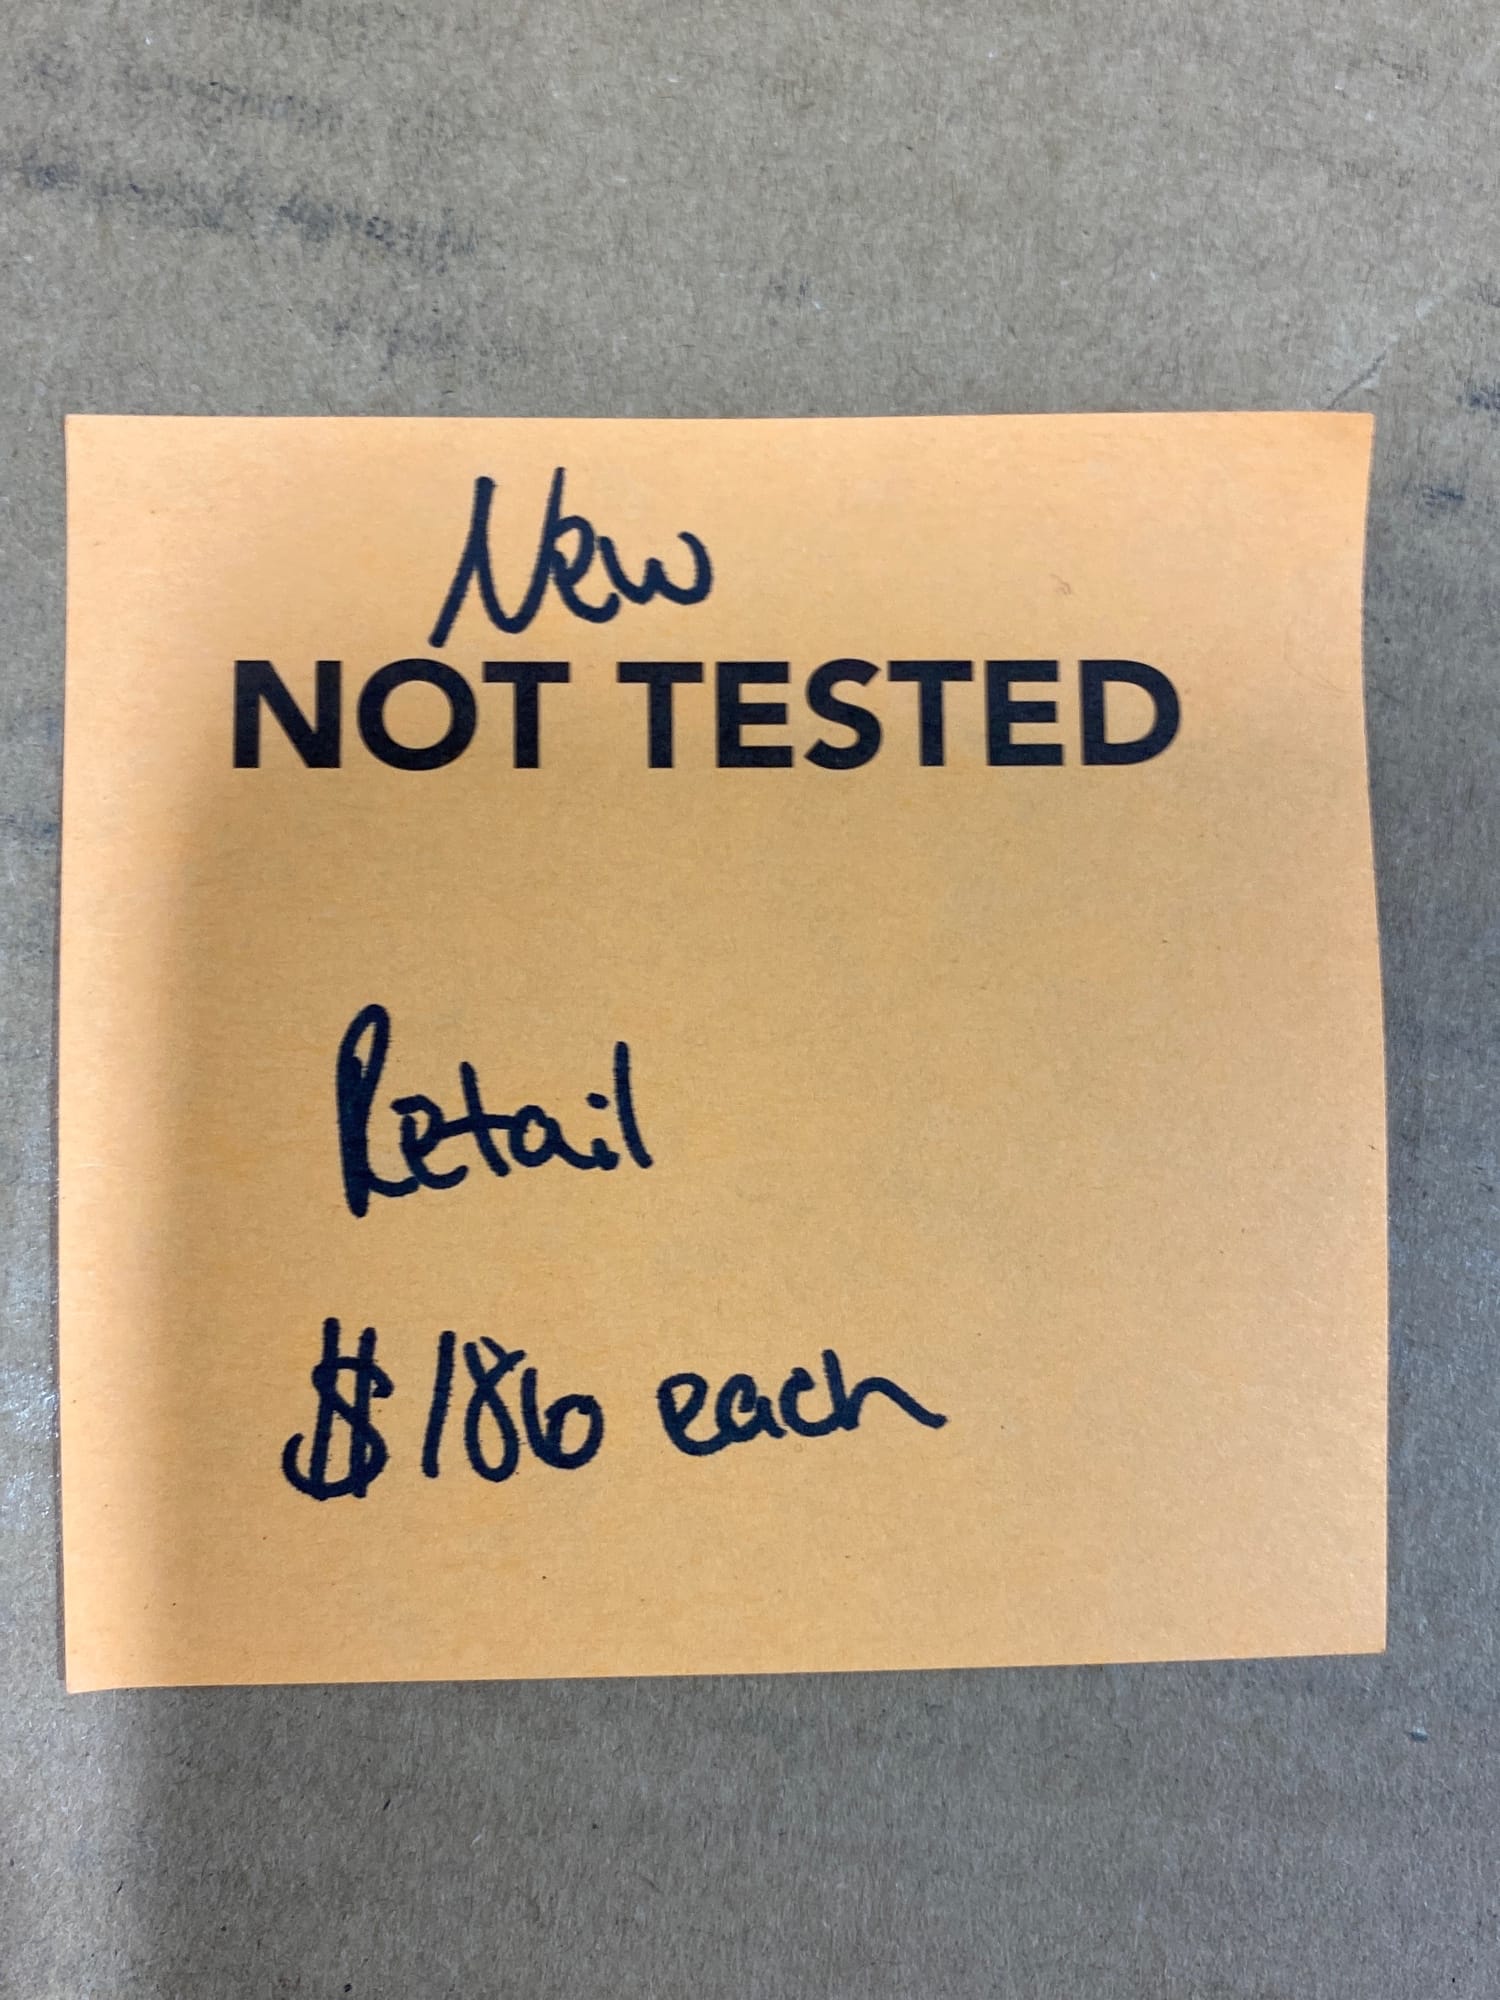 New
NOT TESTED
Retail
$186 each